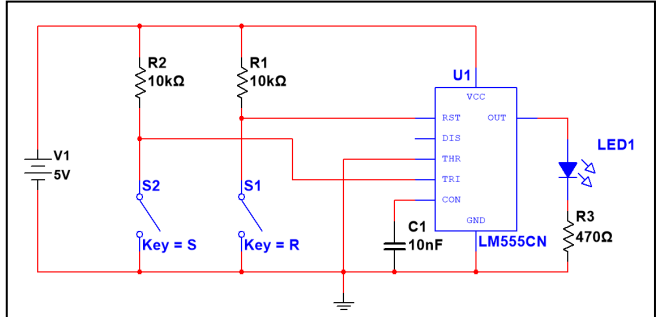 R2
10kΩ
R1
10kΩ
U1
VCC
RST
OUT
DIS
THR
TRI
CON
GND
LM555CN
LED1
V1
5V
S2
Key = S
S1
Key = R
C1
10nF
R3
470Ω